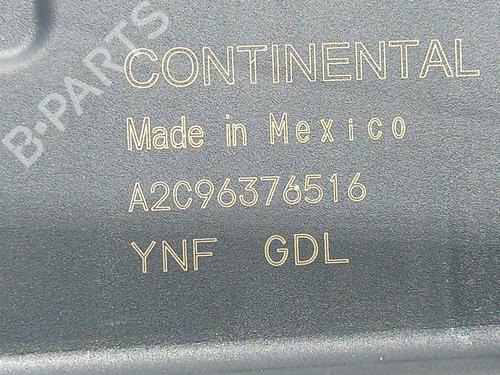 B-PARTS
CONTINENTAL
Made in Mexico
A2C96376516
YNF GDL